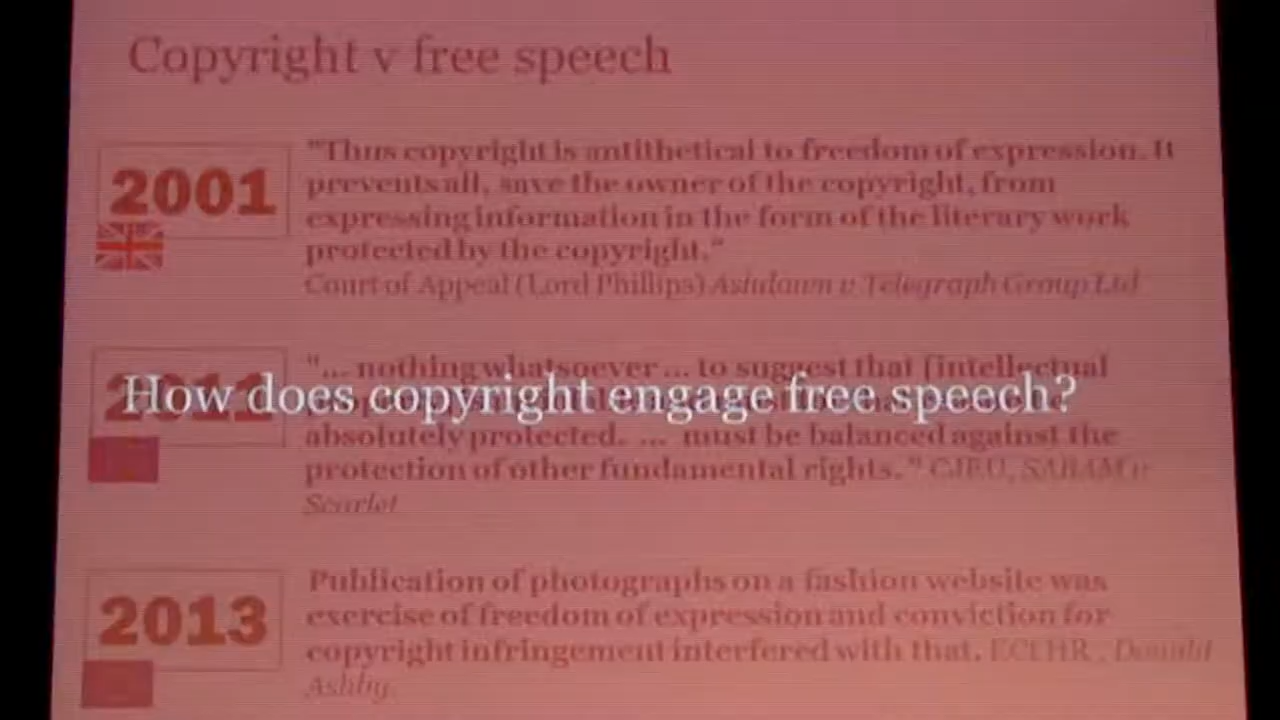 Copyright v free speech
"Thus copyright is antithetical to freedom of expression. It
2001
prevents all, save the owner of the copyright, from
expressing information in the form of the literary work
protected by the copyright."
Court of Appeal (Lord Phillips) Ashdown v Telegraph Group Ltd
"... nothing whatsoever ... to suggest that [intellectual
2011
How does copyright engage free speech?
absolutely protected. ... must be balanced against the
protection of other fundamental rights." CJEU, SABAM v
Scarlet
Publication of photographs on a fashion website was
2013
exercise of freedom of expression and conviction for
copyright infringement interfered with that. ECtHR, Donald
Ashby.